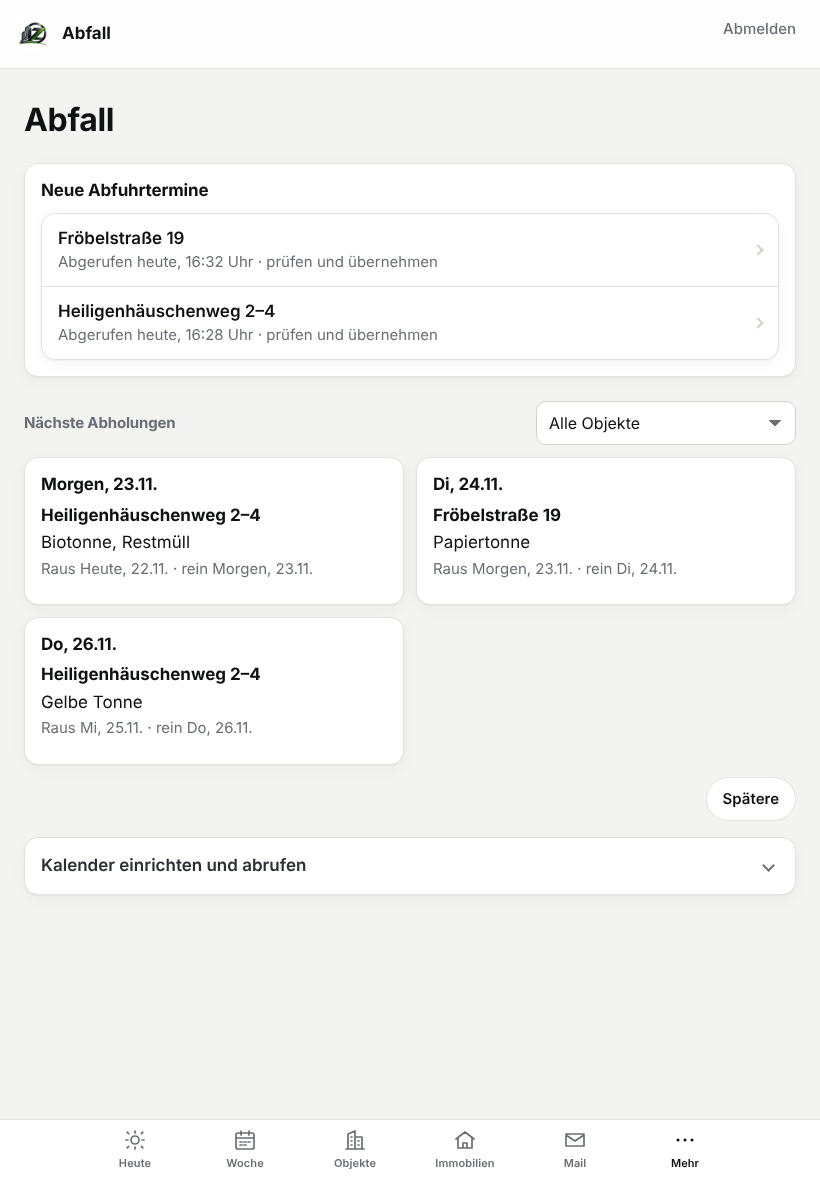 Abfall
Abmelden
Abfall
Neue Abfuhrtermine
Fröbelstraße 19
Abgerufen heute, 16:32 Uhr · prüfen und übernehmen
Heiligenhäuschenweg 2–4
Abgerufen heute, 16:28 Uhr · prüfen und übernehmen
Nächste Abholungen
Alle Objekte
Morgen, 23.11.
Heiligenhäuschenweg 2–4
Biotonne, Restmüll
Raus Heute, 22.11. · rein Morgen, 23.11.
Di, 24.11.
Fröbelstraße 19
Papiertonne
Raus Morgen, 23.11. · rein Di, 24.11.
Do, 26.11.
Heiligenhäuschenweg 2–4
Gelbe Tonne
Raus Mi, 25.11. · rein Do, 26.11.
Spätere
Kalender einrichten und abrufen
Heute
Woche
Objekte
Immobilien
Mail
Mehr